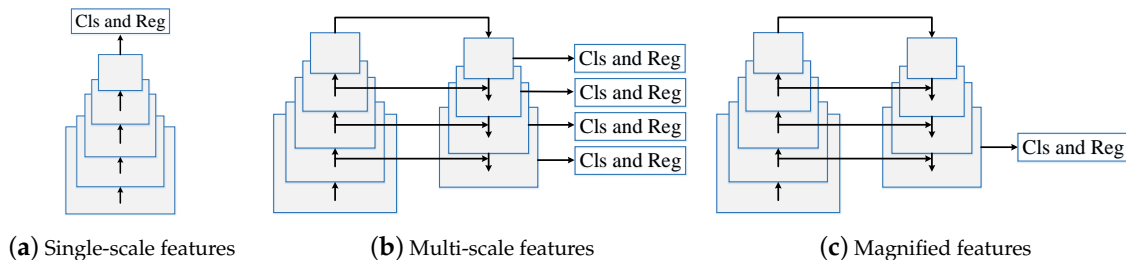 Cls and Reg
Cls and Reg
Cls and Reg
Cls and Reg
Cls and Reg
Cls and Reg
(a) Single-scale features
(b) Multi-scale features
(c) Magnified features